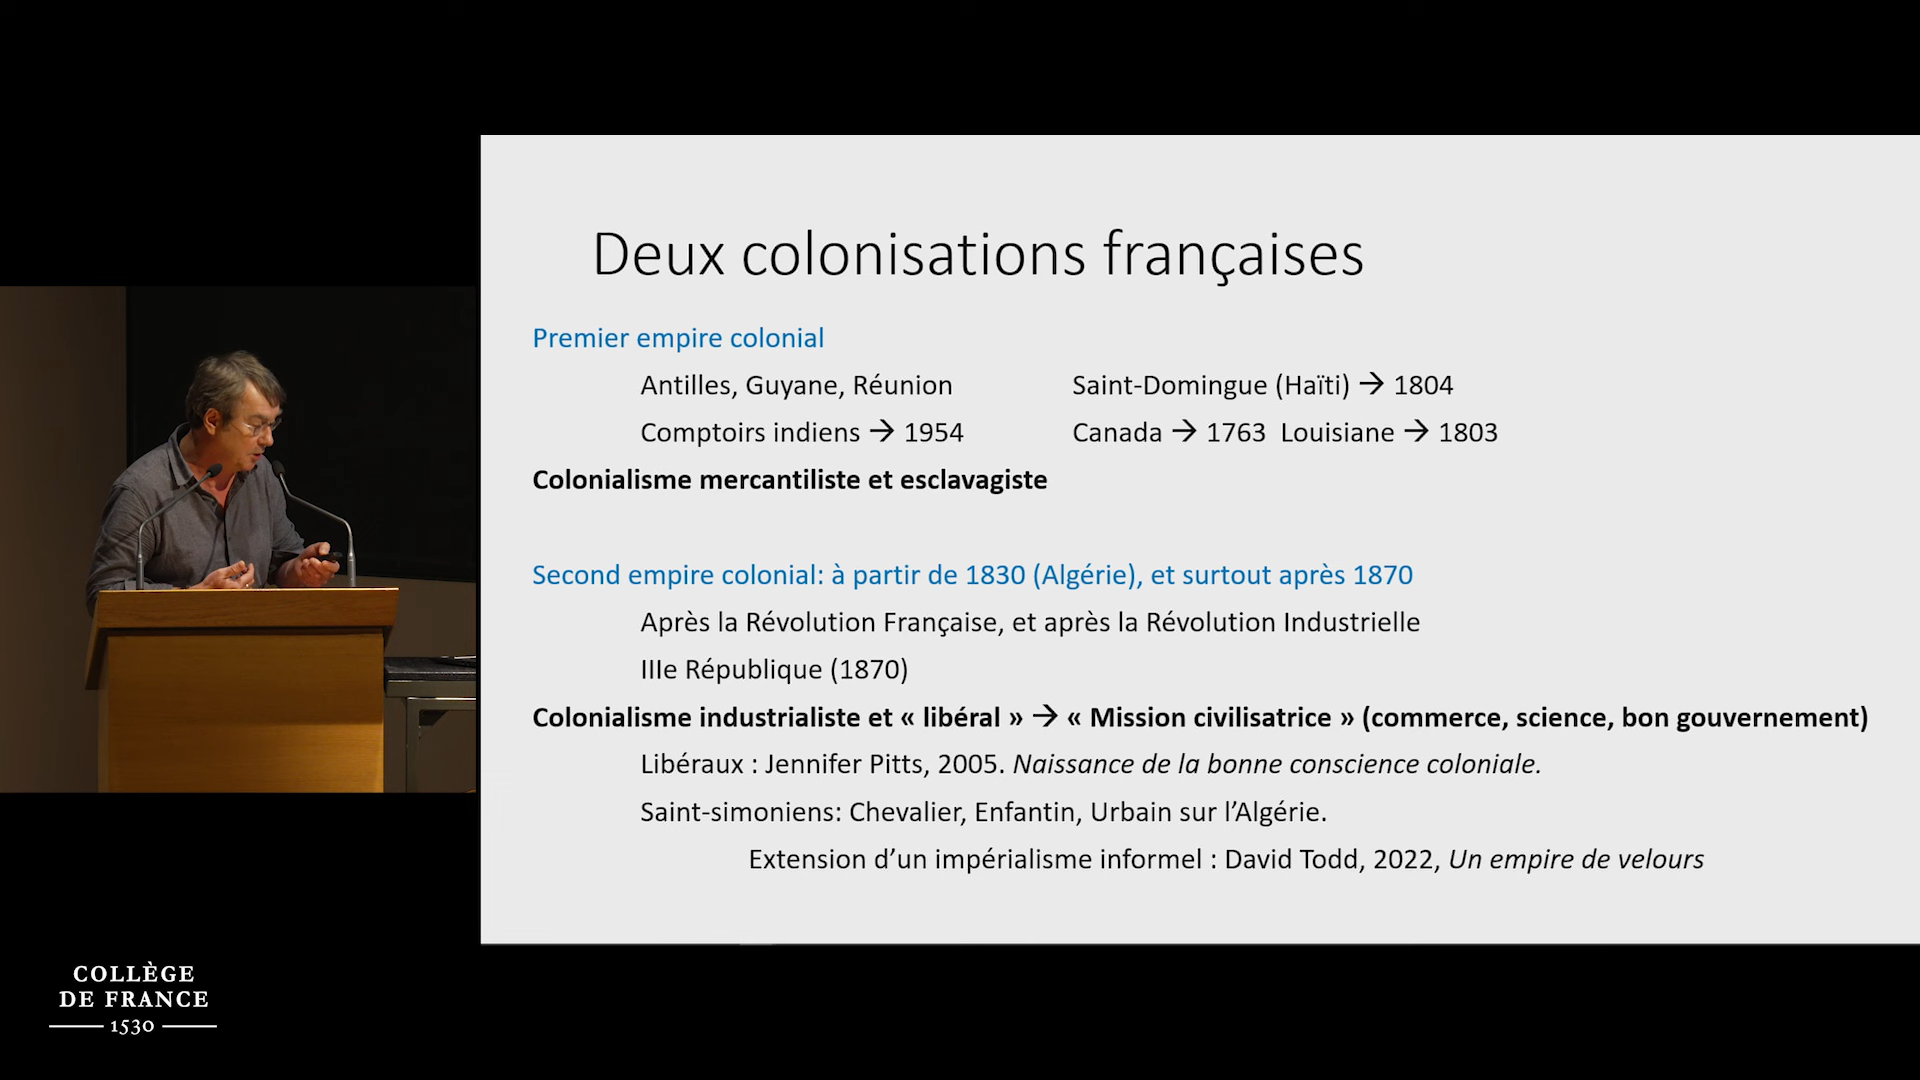 Deux colonisations françaises
Premier empire colonial
Antilles, Guyane, Réunion Saint-Domingue (Haïti) → 1804
Comptoirs indiens → 1954 Canada → 1763 Louisiane → 1803
Colonialisme mercantiliste et esclavagiste
Second empire colonial: à partir de 1830 (Algérie), et surtout après 1870
Après la Révolution Française, et après la Révolution Industrielle
IIIe République (1870)
Colonialisme industrialiste et « libéral » → « Mission civilisatrice » (commerce, science, bon gouvernement)
Libéraux : Jennifer Pitts, 2005. Naissance de la bonne conscience coloniale.
Saint-simoniens: Chevalier, Enfantin, Urbain sur l’Algérie.
Extension d’un impérialisme informel : David Todd, 2022, Un empire de velours
COLLÈGE
DE FRANCE
1530